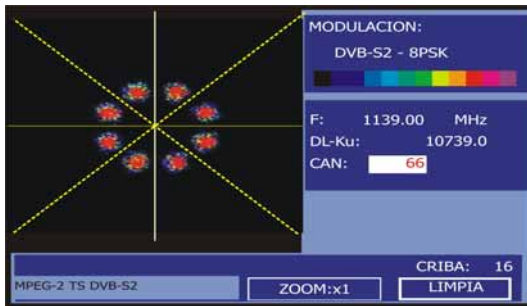 MODULACION:
DVB-S2 - 8PSK
F: 1139.00 MHz
DL-Ku: 10739.0
CAN: 66
CRIBA: 16
MPEG-2 TS DVB-S2
ZOOM:x1
LIMPIA